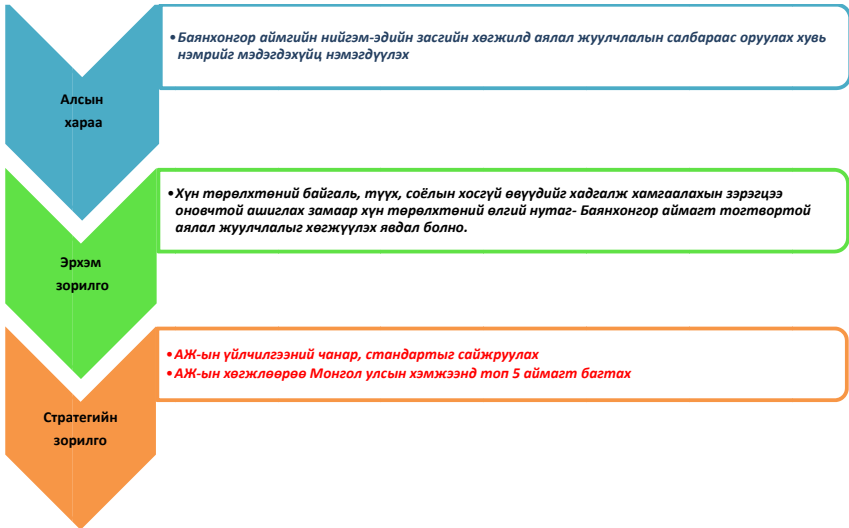 Алсын
хараа
•Баянхонгор аймгийн нийгэм-эдийн засгийн хөгжилд аялал жуулчлалын салбараас оруулах хувь
нэмрийг мэдэгдэхүйц нэмэгдүүлэх
Эрхэм
зорилго
•Хүн төрөлхтөний байгаль, түүх, соёлын хосгүй өвүүдийг хадгалж хамгаалахын зэрэгцээ
оновчтой ашиглах замаар хүн төрөлхтөний өлгий нутаг- Баянхонгор аймагт тогтвортой
аялал жуулчлалыг хөгжүүлэх явдал болно.
Стратегийн
зорилго
•АЖ-ын үйлчилгээний чанар, стандартыг сайжруулах
•АЖ-ын хөгжлөөрөө Монгол улсын хэмжээнд топ 5 аймагт багтах